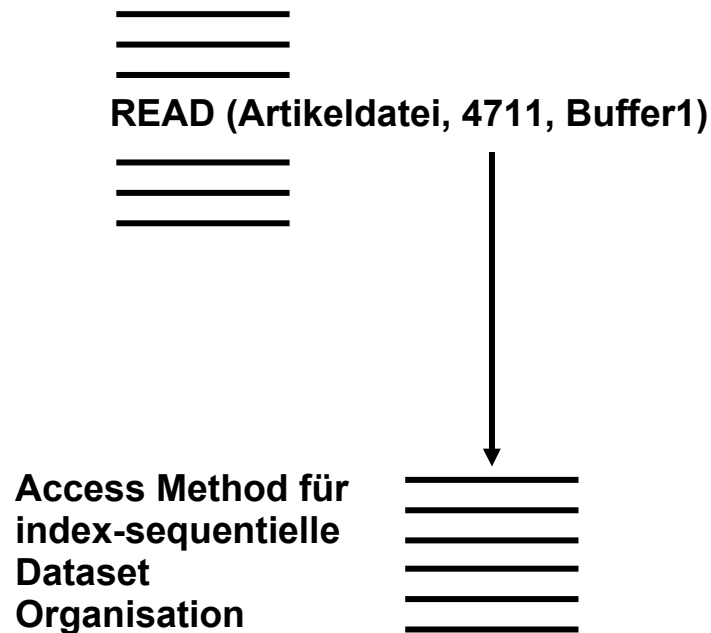 READ (Artikeldatei, 4711, Buffer1)
Access Method für
index-sequentielle
Dataset
Organisation